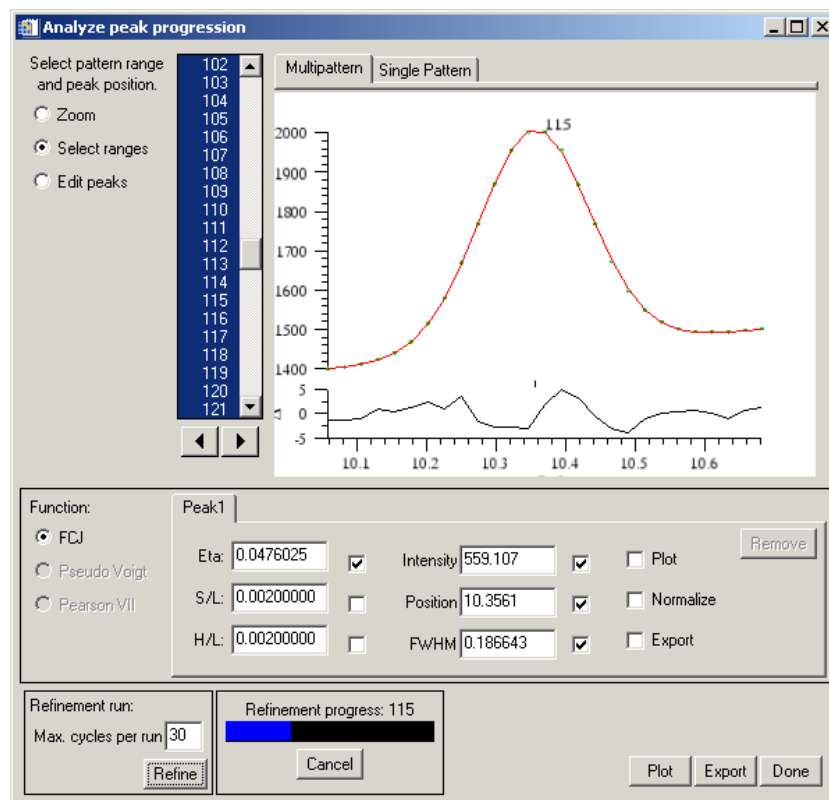 Analyze peak progression
Select pattern range
and peak position.
Zoom
Select ranges
Edit peaks
102
103
104
105
106
107
108
109
110
111
112
113
114
115
116
117
118
119
120
121
Multipattern
Single Pattern
115
2000
1900
1800
1700
1600
1500
1400
5
0
-5
10.1
10.2
10.3
10.4
10.5
10.6
Function:
FCJ
Pseudo Voigt
Pearson VII
Peak1
Eta: 0.0476025
Intensity 559.107
Plot
Remove
S/L: 0.00200000
Position 10.3561
Normalize
H/L: 0.00200000
FWHM 0.186643
Export
Refinement run:
Max. cycles per run 30
Refine
Refinement progress: 115
Cancel
Plot
Export
Done